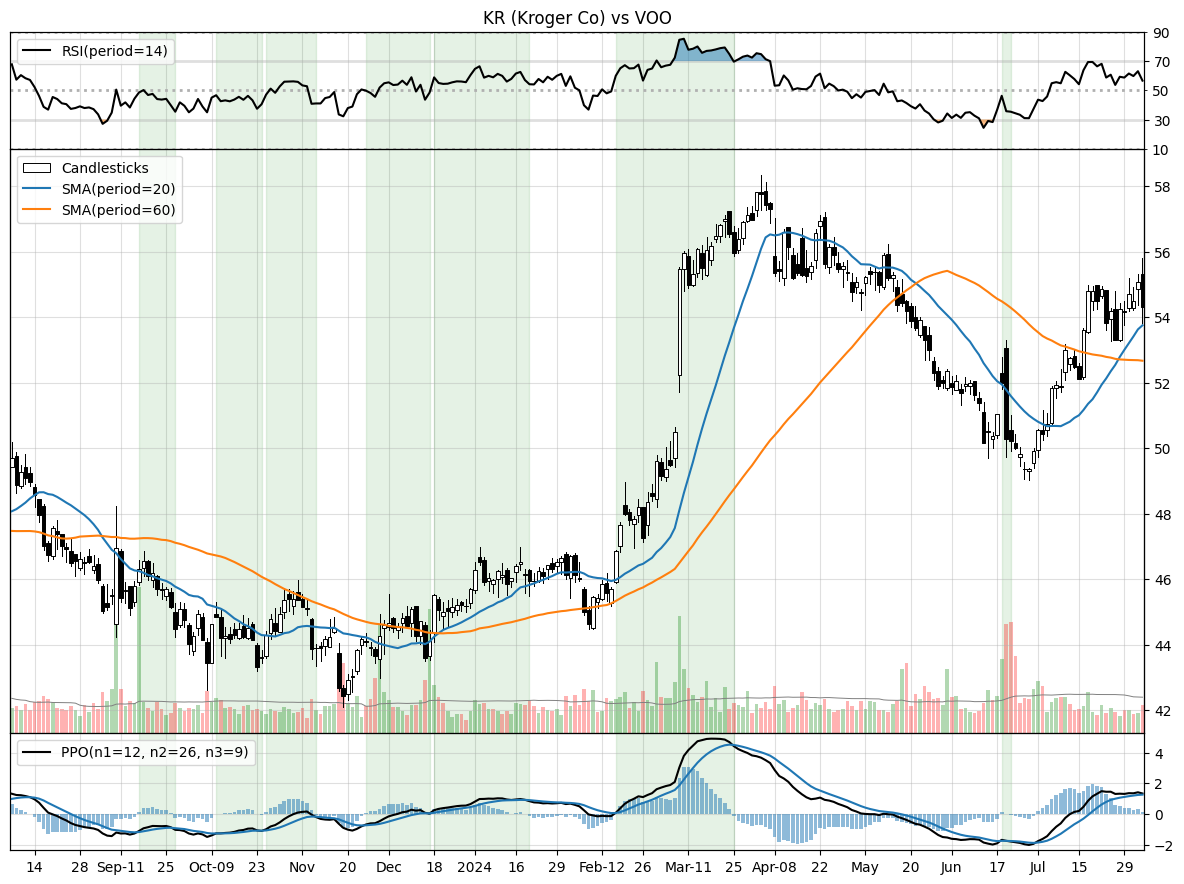 KR (Kroger Co) vs VOO
RSI(period=14)
90
70
50
30
10
Candlesticks
SMA(period=20)
SMA(period=60)
58
56
54
52
50
48
46
44
42
PPO(n1=12, n2=26, n3=9)
4
2
0
−2
14 28 Sep-11 25 Oct-09 23 Nov 20 Dec 18 2024 16 29 Feb-12 26 Mar-11 25 Apr-08 22 May 20 Jun 17 Jul 15 29